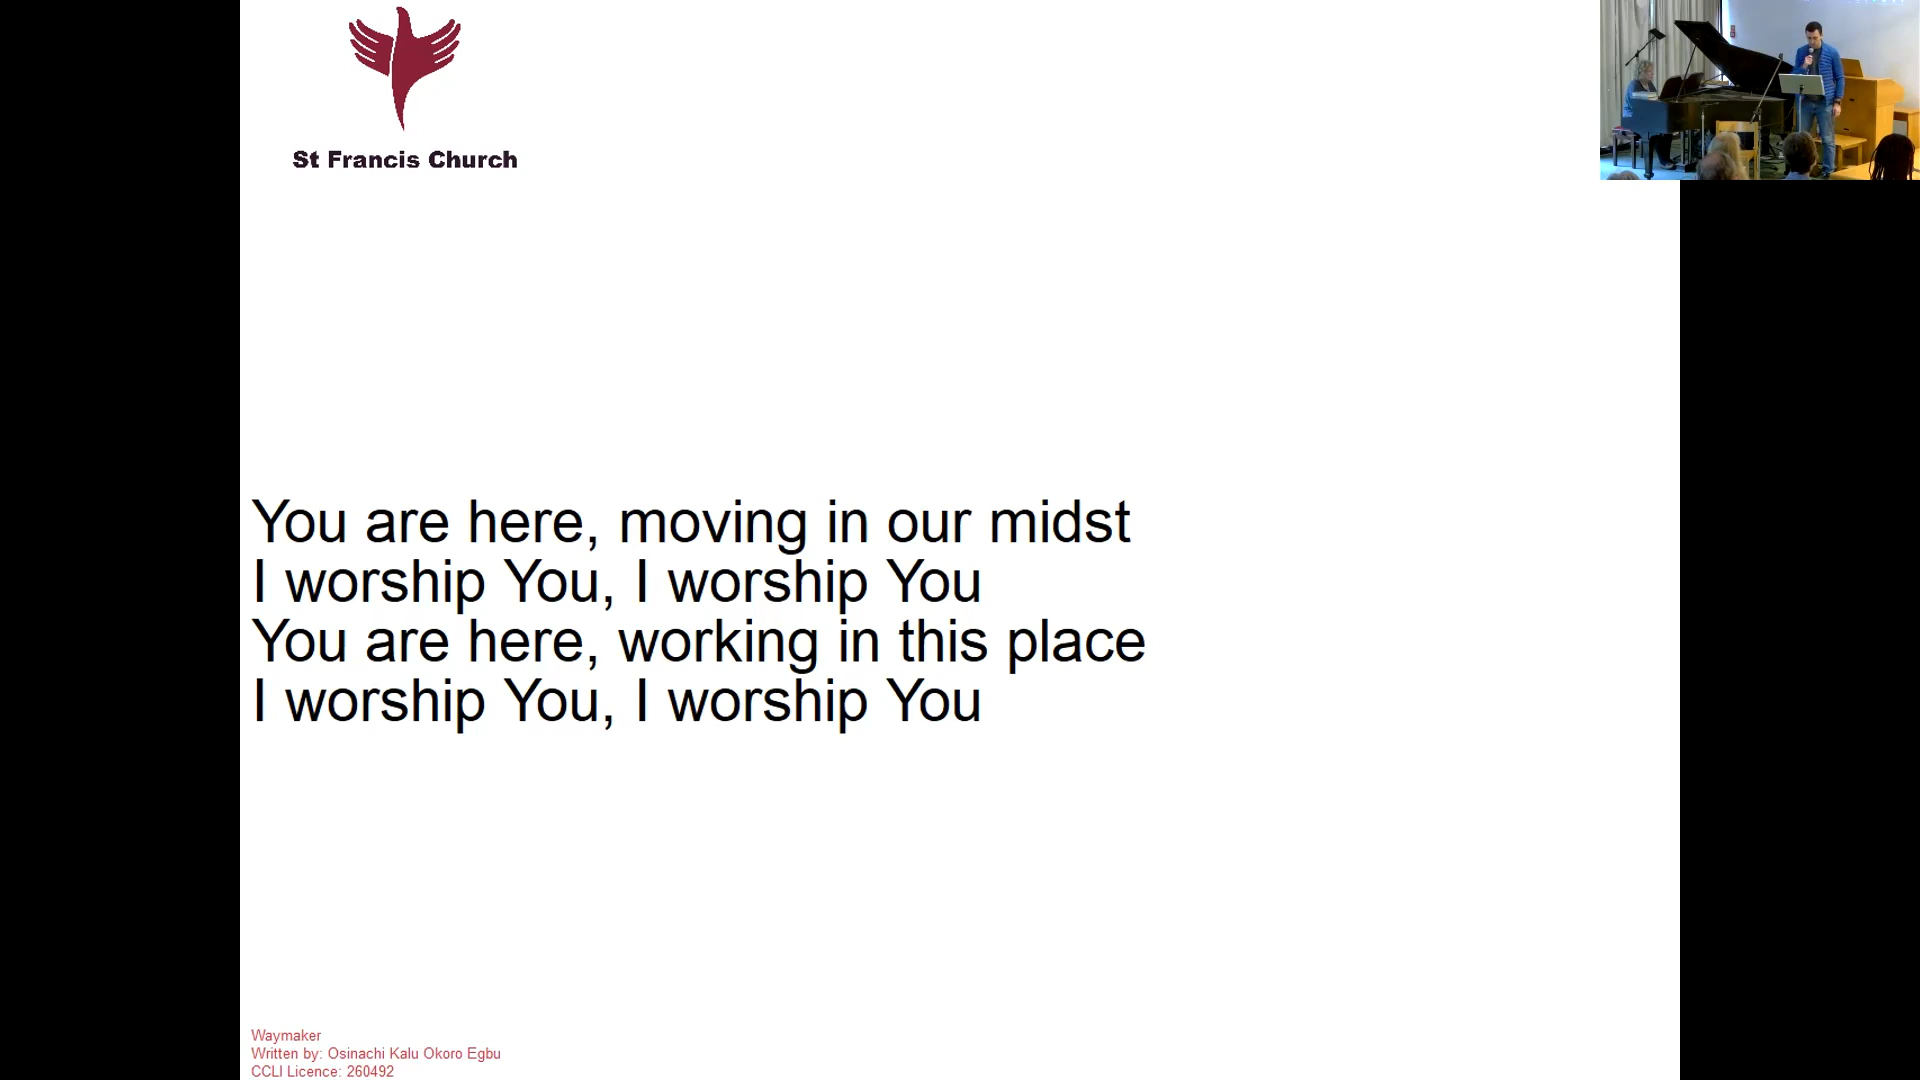 St Francis Church
You are here, moving in our midst
I worship You, I worship You
You are here, working in this place
I worship You, I worship You
Waymaker
Written by: Osinachi Kalu Okoro Egbu
CCLI Licence: 260492